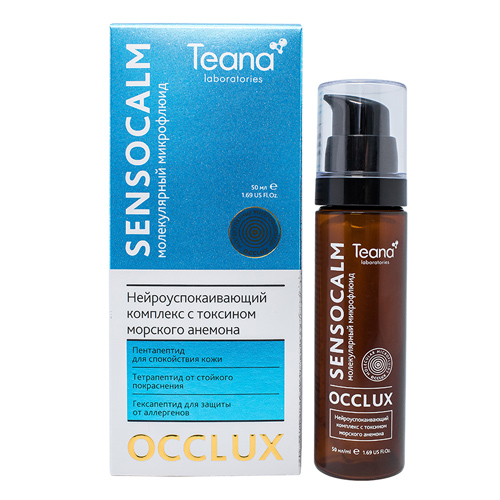 Teana
laboratories
SENSOCALM
молекулярный микрофлюид
50 мл ℮
1.69 US Fl.Oz.
Нейроуспокаивающий
комплекс с токсином
морского анемона
Пентапептид
для спокойствия кожи
Тетрапептид от стойкого
покраснения
Гексапептид для защиты
от аллергенов
OCCLUX
Teana
laboratories
SENSOCALM
молекулярный микрофлюид
OCCLUX
Нейроуспокаивающий
комплекс с токсином
морского анемона
50 мл/ml ℮ 1.69 US Fl.Oz.